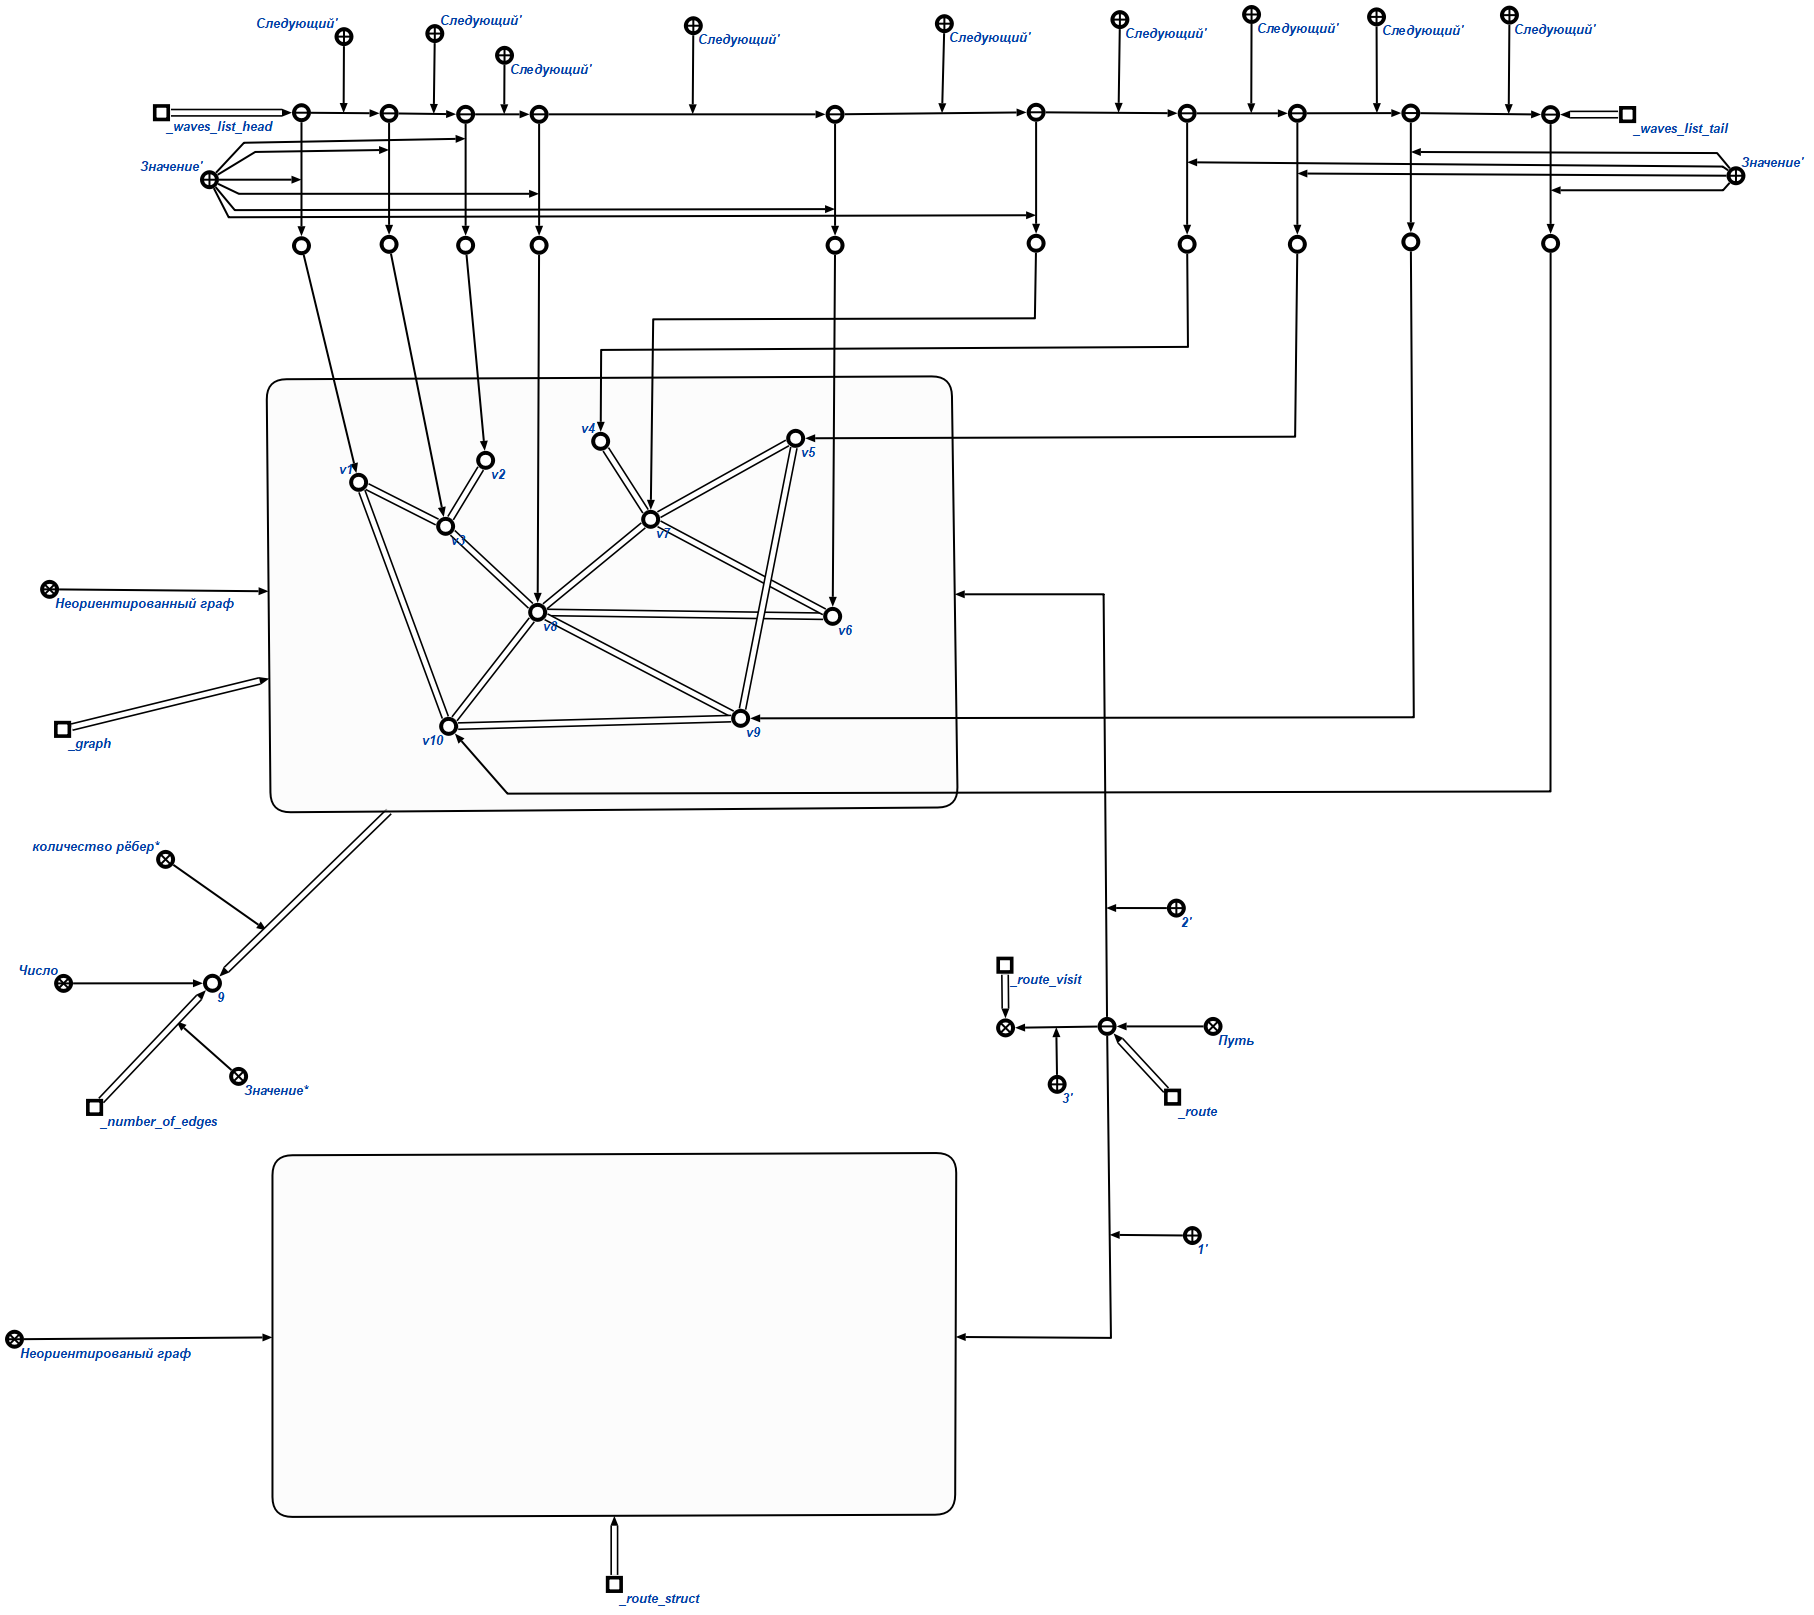 Следующий'
Следующий'
Следующий'
Следующий'
Следующий'
Следующий'
Следующий'
Следующий'
Следующий'
_waves_list_head
_waves_list_tail
Значение'
Значение'
v4
v5
v1
v2
v7
v3
v8
v6
Неориентированный граф
v10
v9
_graph
количество рёбер*
2'
Число
9
_route_visit
Путь
Значение*
3'
_route
_number_of_edges
1'
Неориентированый граф
_route_struct